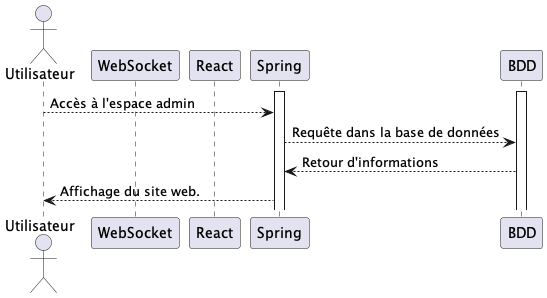 Utilisateur
WebSocket
React
Spring
BDD
Accès à l'espace admin
Requête dans la base de données
Retour d'informations
Affichage du site web.
Utilisateur
WebSocket
React
Spring
BDD